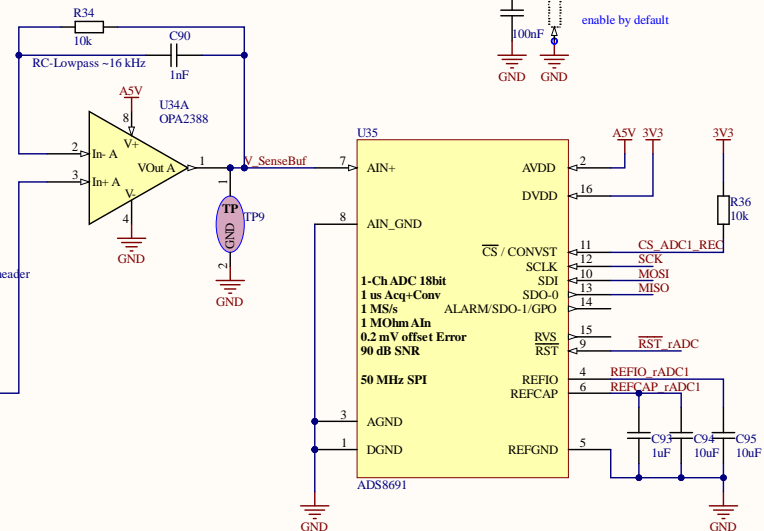 R34
10k
C90
RC-Lowpass ~16 kHz
1nF
100nF
enable by default
GND
GND
A5V
U34A
OPA2388
8
V+
2
In- A
VOut A
1
V_SenseBuf
3
In+ A
V-
4
GND
1
TP
GND
TP9
2
GND
eader
U35
7
AIN+
8
AIN_GND
1-Ch ADC 18bit
1 us Acq+Conv
1 MS/s
1 MOhm AIn
0.2 mV offset Error
90 dB SNR
50 MHz SPI
3
AGND
1
DGND
ADS8691
GND
AVDD
2
A5V
3V3
DVDD
16
3V3
R36
10k
CS / CONVST
11
CS_ADC1_REC
SCLK
12
SCK
SDI
10
MOSI
SDO-0
13
MISO
ALARM/SDO-1/GPO
14
RVS
15
RST
9
RST_rADC
REFIO
4
REFIO_rADC1
REFCAP
6
REFCAP_rADC1
REFGND
5
C93
1uF
C94
10uF
C95
10uF
GND